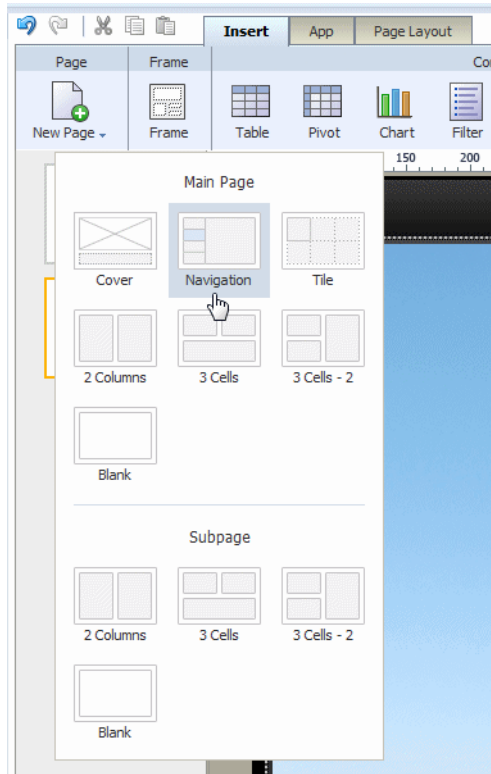 Insert App Page Layout
Page Frame Co
New Page Frame Table Pivot Chart Filter
150 200
Main Page
Cover Navigation Tile
2 Columns 3 Cells 3 Cells - 2
Blank
Subpage
2 Columns 3 Cells 3 Cells - 2
Blank